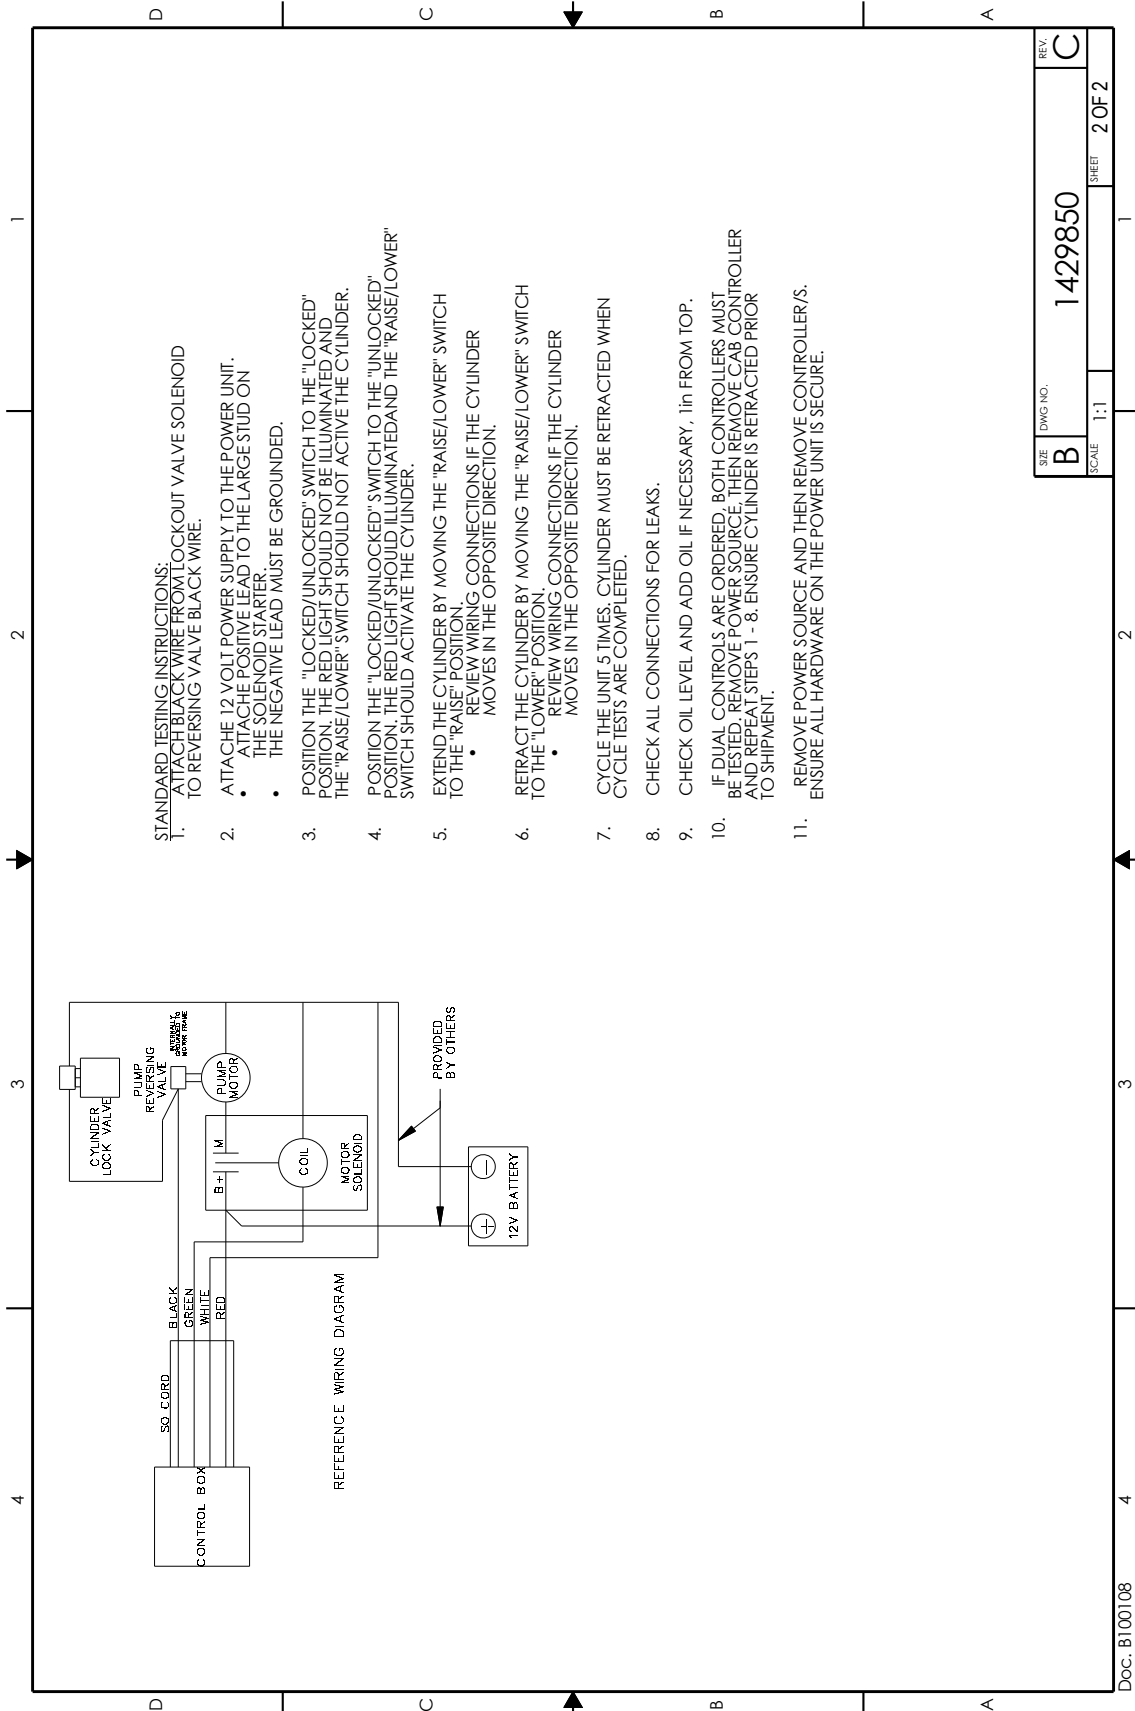 4
3
2
1
D
C
B
A
D
C
B
A
CONTROL BOX
SO CORD
BLACK
GREEN
WHITE
RED
CYLINDER
LOCK VALVE
PUMP
REVERSING
VALVE
INTERNALLY
GROUNDED TO
MOTOR FRAME
PUMP
MOTOR
B+
M
COIL
MOTOR
SOLENOID
PROVIDED
BY OTHERS
+
−
12V BATTERY
REFERENCE WIRING DIAGRAM
STANDARD TESTING INSTRUCTIONS:
1. ATTACH BLACK WIRE FROM LOCKOUT VALVE SOLENOID
TO REVERSING VALVE BLACK WIRE.
2. ATTACHE 12 VOLT POWER SUPPLY TO THE POWER UNIT.
• ATTACHE POSITIVE LEAD TO THE LARGE STUD ON
THE SOLENOID STARTER.
• THE NEGATIVE LEAD MUST BE GROUNDED.
3. POSITION THE "LOCKED/UNLOCKED" SWITCH TO THE "LOCKED"
POSITION. THE RED LIGHT SHOULD NOT BE ILLUMINATED AND
THE "RAISE/LOWER" SWITCH SHOULD NOT ACTIVE THE CYLINDER.
4. POSITION THE "LOCKED/UNLOCKED" SWITCH TO THE "UNLOCKED"
POSITION. THE RED LIGHT SHOULD ILLUMINATEDAND THE "RAISE/LOWER"
SWITCH SHOULD ACTIVATE THE CYLINDER.
5. EXTEND THE CYLINDER BY MOVING THE "RAISE/LOWER" SWITCH
TO THE "RAISE" POSITION.
• REVIEW WIRING CONNECTIONS IF THE CYLINDER
MOVES IN THE OPPOSITE DIRECTION.
6. RETRACT THE CYLINDER BY MOVING THE "RAISE/LOWER" SWITCH
TO THE "LOWER" POSITION.
• REVIEW WIRING CONNECTIONS IF THE CYLINDER
MOVES IN THE OPPOSITE DIRECTION.
7. CYCLE THE UNIT 5 TIMES. CYLINDER MUST BE RETRACTED WHEN
CYCLE TESTS ARE COMPLETED.
8. CHECK ALL CONNECTIONS FOR LEAKS.
9. CHECK OIL LEVEL AND ADD OIL IF NECESSARY, 1in FROM TOP.
10. IF DUAL CONTROLS ARE ORDERED, BOTH CONTROLLERS MUST
BE TESTED. REMOVE POWER SOURCE, THEN REMOVE CAB CONTROLLER
AND REPEAT STEPS 1 - 8. ENSURE CYLINDER IS RETRACTED PRIOR
TO SHIPMENT.
11. REMOVE POWER SOURCE AND THEN REMOVE CONTROLLER/S.
ENSURE ALL HARDWARE ON THE POWER UNIT IS SECURE.
SIZE
B
DWG NO.
1429850
REV.
C
SCALE
1:1
SHEET
2 OF 2
4
3
2
1
Doc. B100108